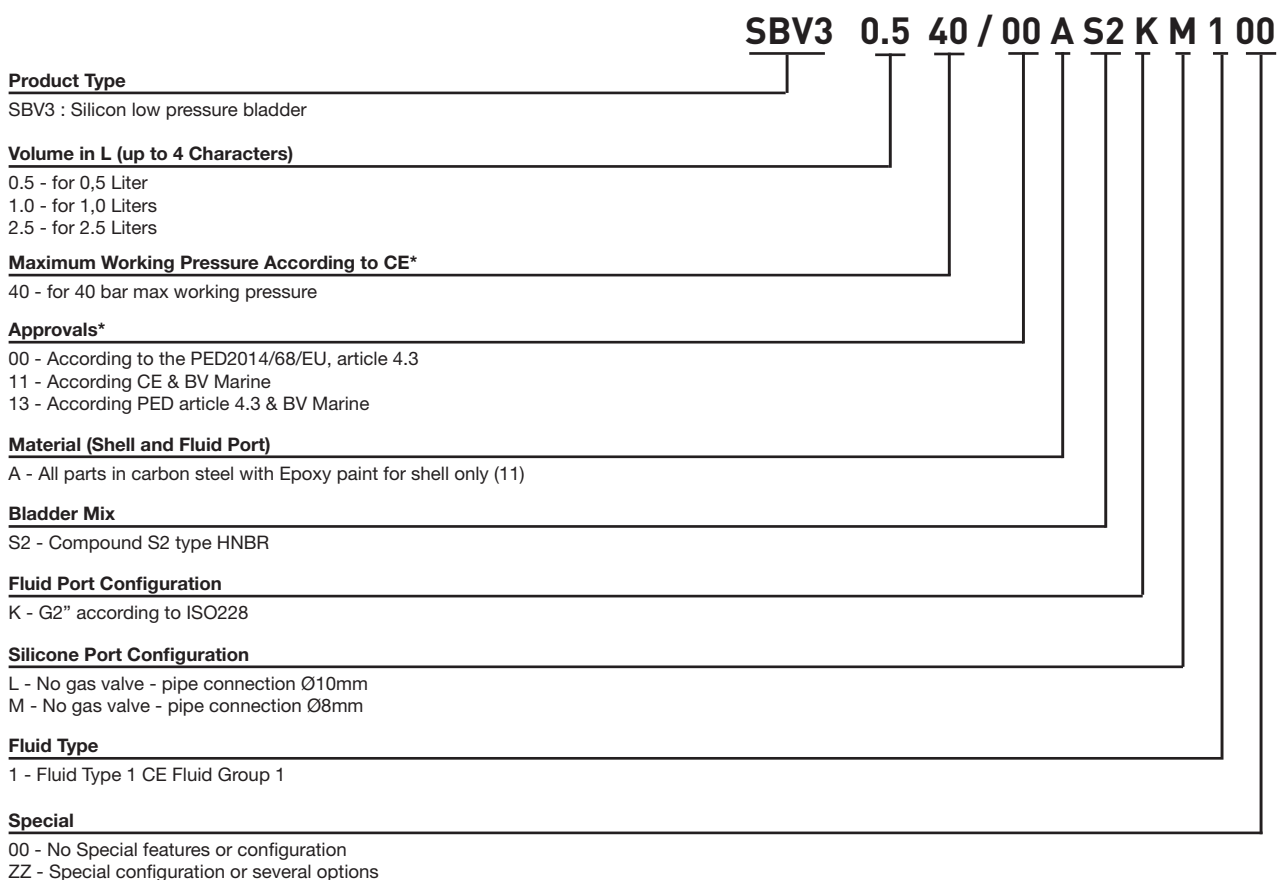 SBV3 0.5 40 / 00 A S2 K M 1 00
Product Type
SBV3 : Silicon low pressure bladder
Volume in L (up to 4 Characters)
0.5 - for 0,5 Liter
1.0 - for 1,0 Liters
2.5 - for 2.5 Liters
Maximum Working Pressure According to CE*
40 - for 40 bar max working pressure
Approvals*
00 - According to the PED2014/68/EU, article 4.3
11 - According CE & BV Marine
13 - According PED article 4.3 & BV Marine
Material (Shell and Fluid Port)
A - All parts in carbon steel with Epoxy paint for shell only (11)
Bladder Mix
S2 - Compound S2 type HNBR
Fluid Port Configuration
K - G2” according to ISO228
Silicone Port Configuration
L - No gas valve - pipe connection Ø10mm
M - No gas valve - pipe connection Ø8mm
Fluid Type
1 - Fluid Type 1 CE Fluid Group 1
Special
00 - No Special features or configuration
ZZ - Special configuration or several options